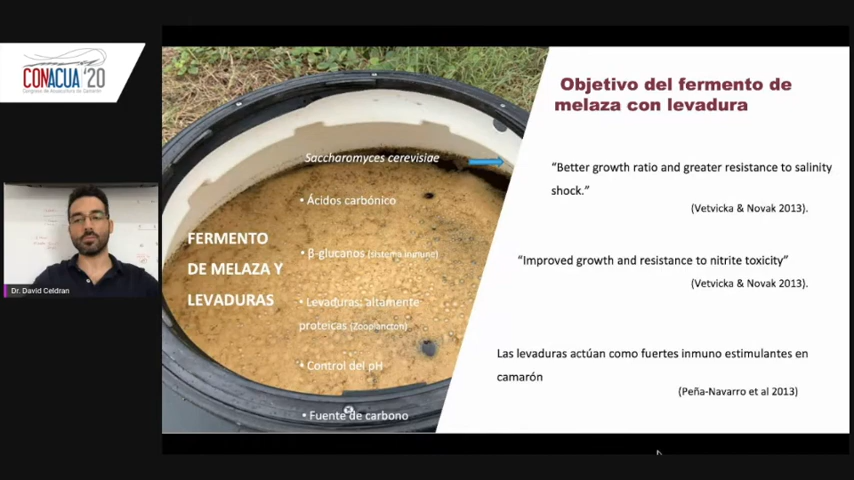 CONACUA '20
Congreso de Acuacultura de Camarón
Dr. David Celdran
FERMENTO
DE MELAZA Y
LEVADURAS
Saccharomyces cerevisiae
• Ácidos carbónico
• β-glucanos (sistema inmune)
• Levaduras: altamente
proteicas (Zooplancton)
• Control del pH
• Fuente de carbono
Objetivo del fermento de
melaza con levadura
“Better growth ratio and greater resistance to salinity
shock.”
(Vetvicka & Novak 2013).
“Improved growth and resistance to nitrite toxicity”
(Vetvicka & Novak 2013).
Las levaduras actúan como fuertes inmuno estimulantes en
camarón
(Peña-Navarro et al 2013)